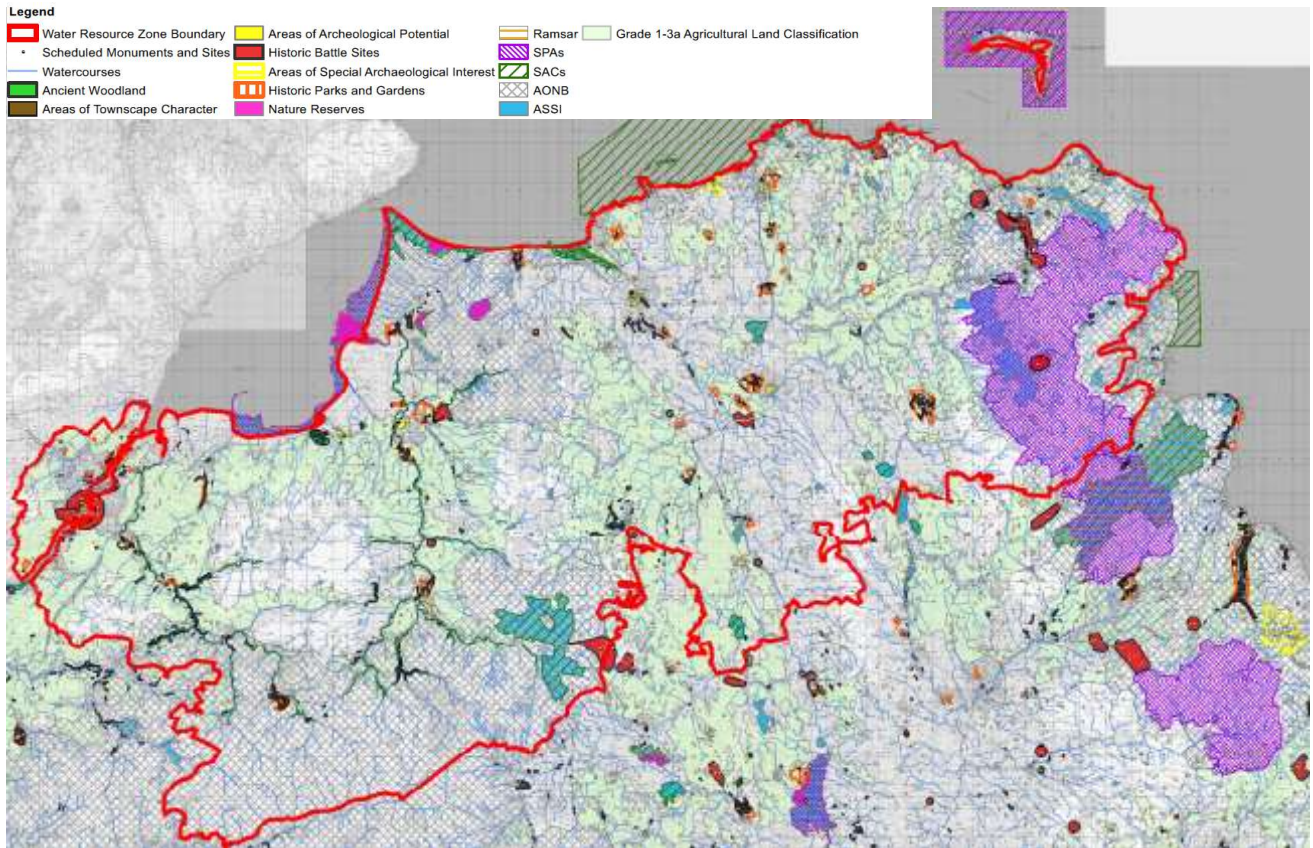 Legend
Water Resource Zone Boundary
Scheduled Monuments and Sites
Watercourses
Ancient Woodland
Areas of Townscape Character
Areas of Archeological Potential
Historic Battle Sites
Areas of Special Archaeological Interest
Historic Parks and Gardens
Nature Reserves
Ramsar
SPAs
SACs
AONB
ASSI
Grade 1-3a Agricultural Land Classification